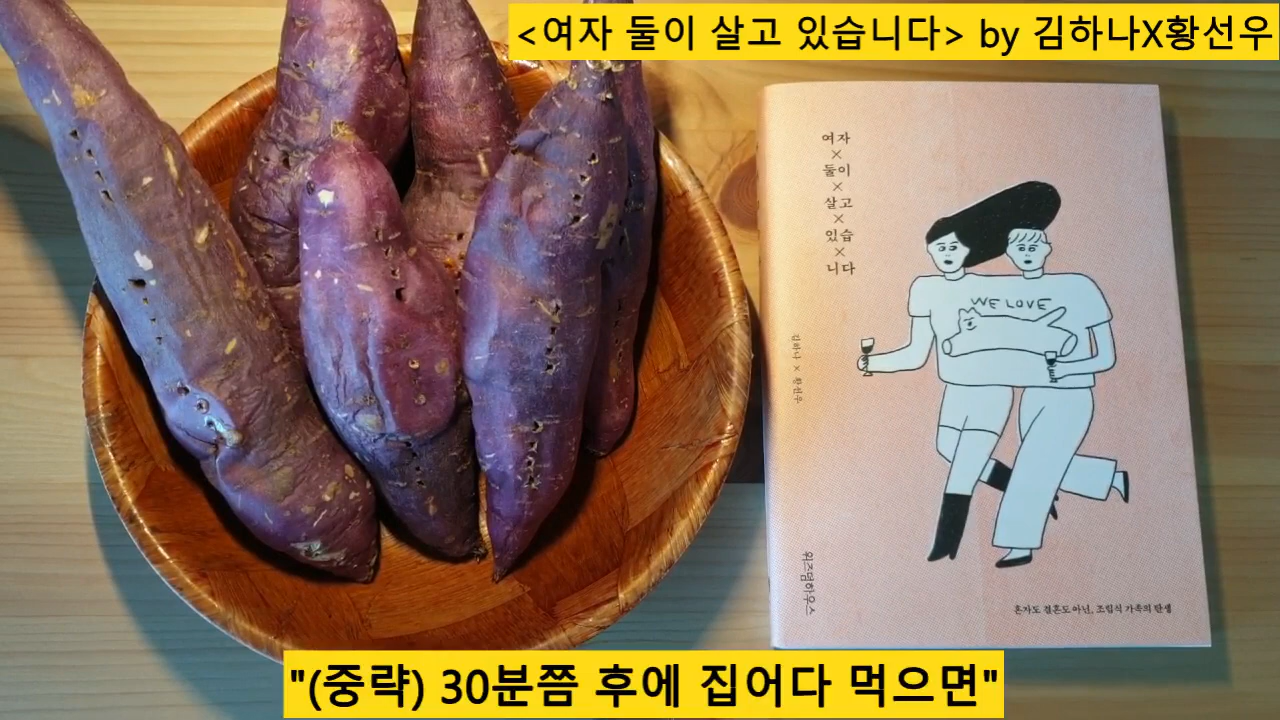 <여자 둘이 살고 있습니다> by 김하나X황선우
여자
×
둘이
×
살고
×
있습
×
니다
WE LOVE
김하나 × 황선우
위즈덤하우스
혼자도 결혼도 아닌, 조립식 가족의 탄생
"(중략) 30분쯤 후에 집어다 먹으면"